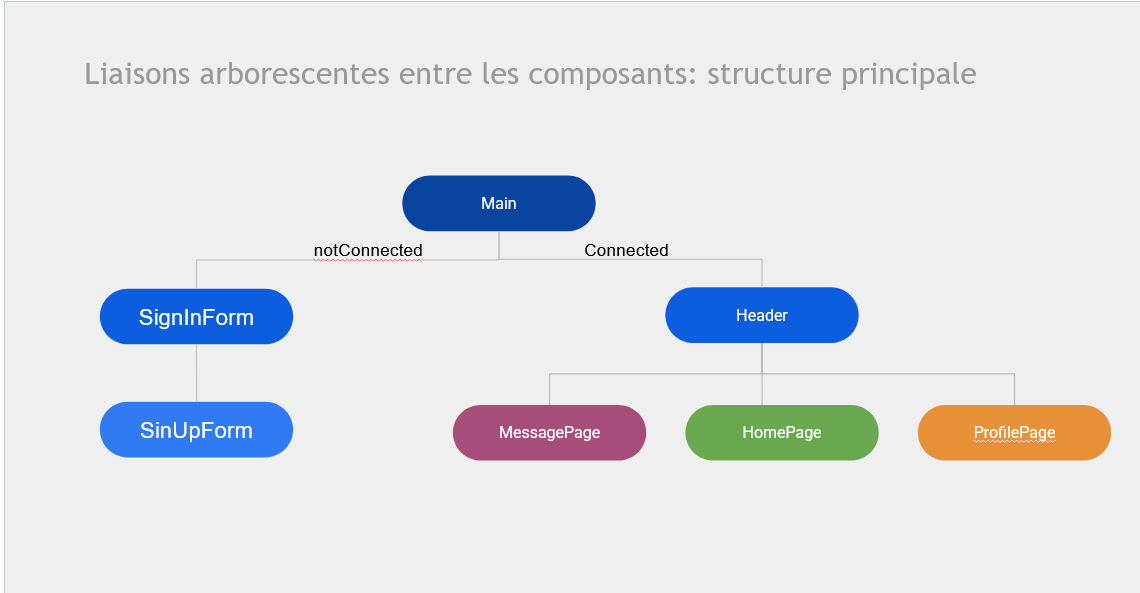 Liaisons arborescentes entre les composants: structure principale
Main
notConnected
Connected
SignInForm
Header
SinUpForm
MessagePage
HomePage
ProfilePage